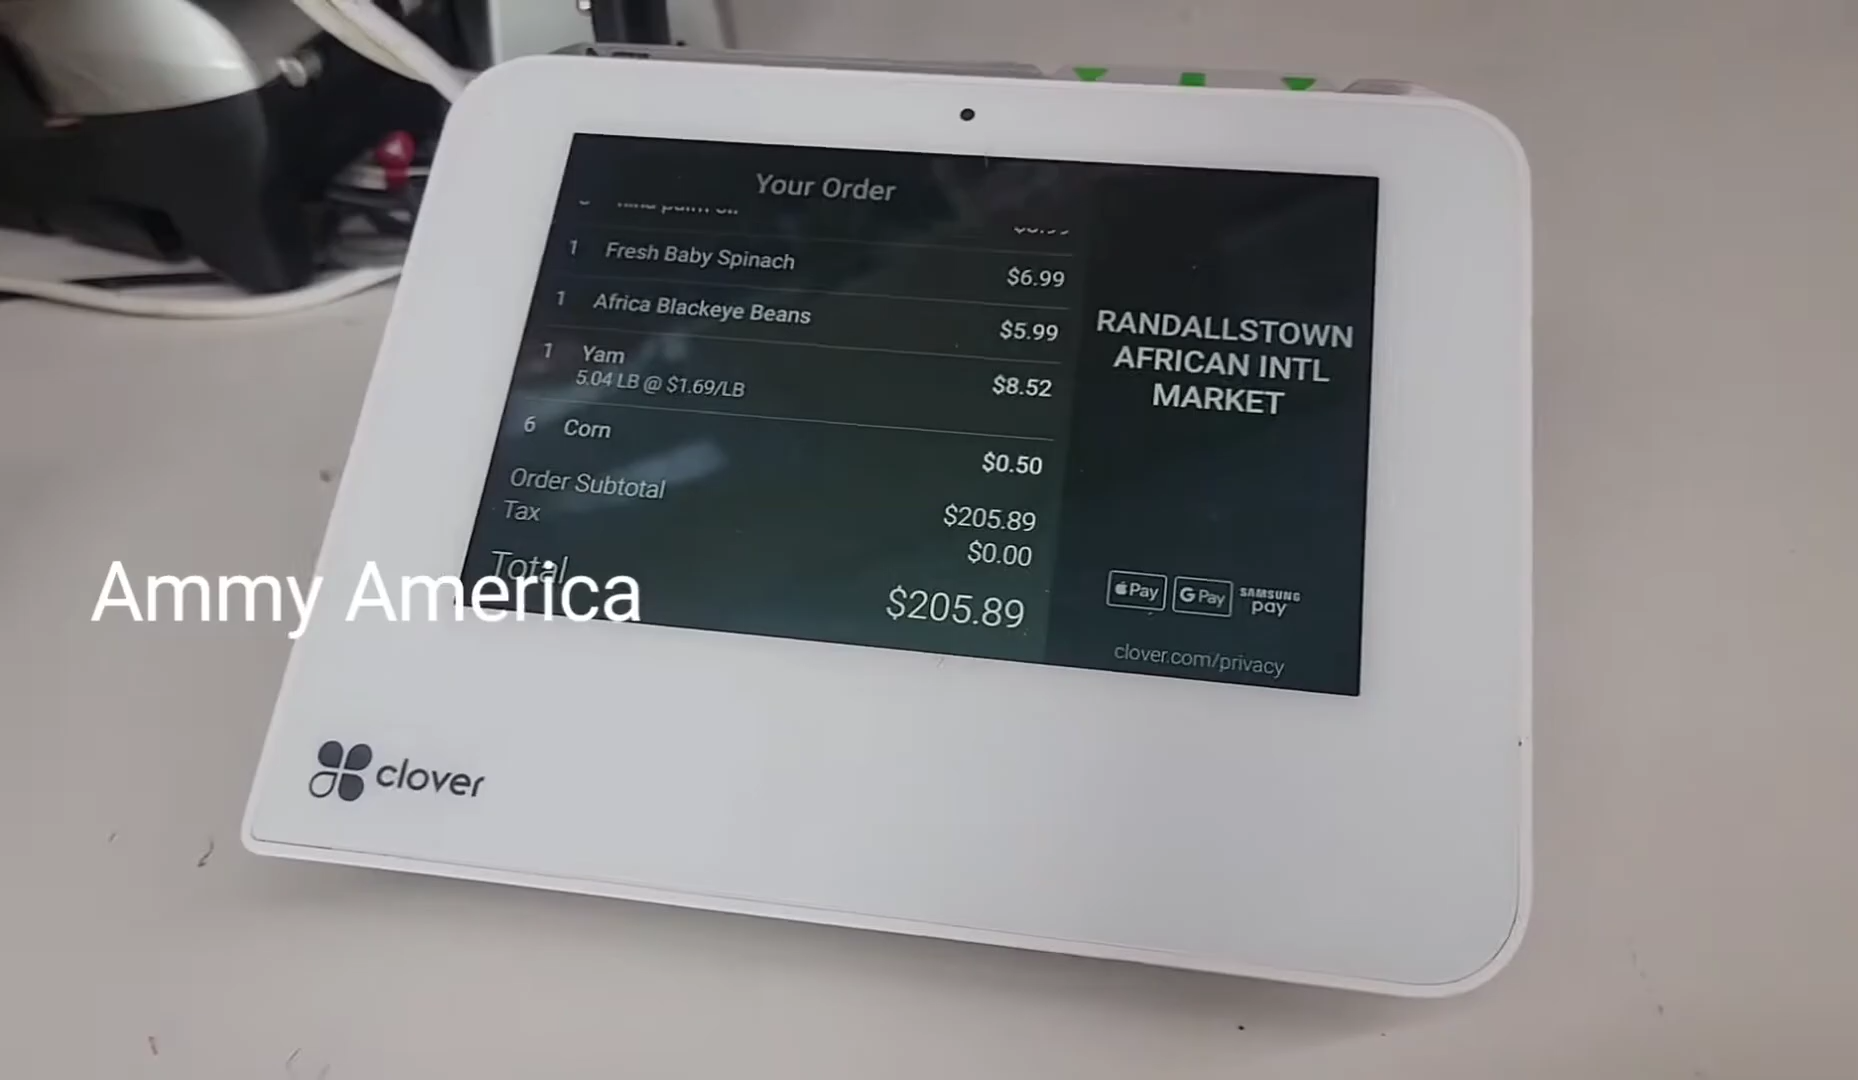 Your Order
1 Fresh Baby Spinach $6.99
1 Africa Blackeye Beans $5.99
1 Yam $8.52
5.04 LB @ $1.69/LB
6 Corn $0.50
Order Subtotal $205.89
Tax $0.00
Total $205.89
RANDALLSTOWN
AFRICAN INTL
MARKET
Pay G Pay SAMSUNG pay
clover.com/privacy
Ammy America
clover